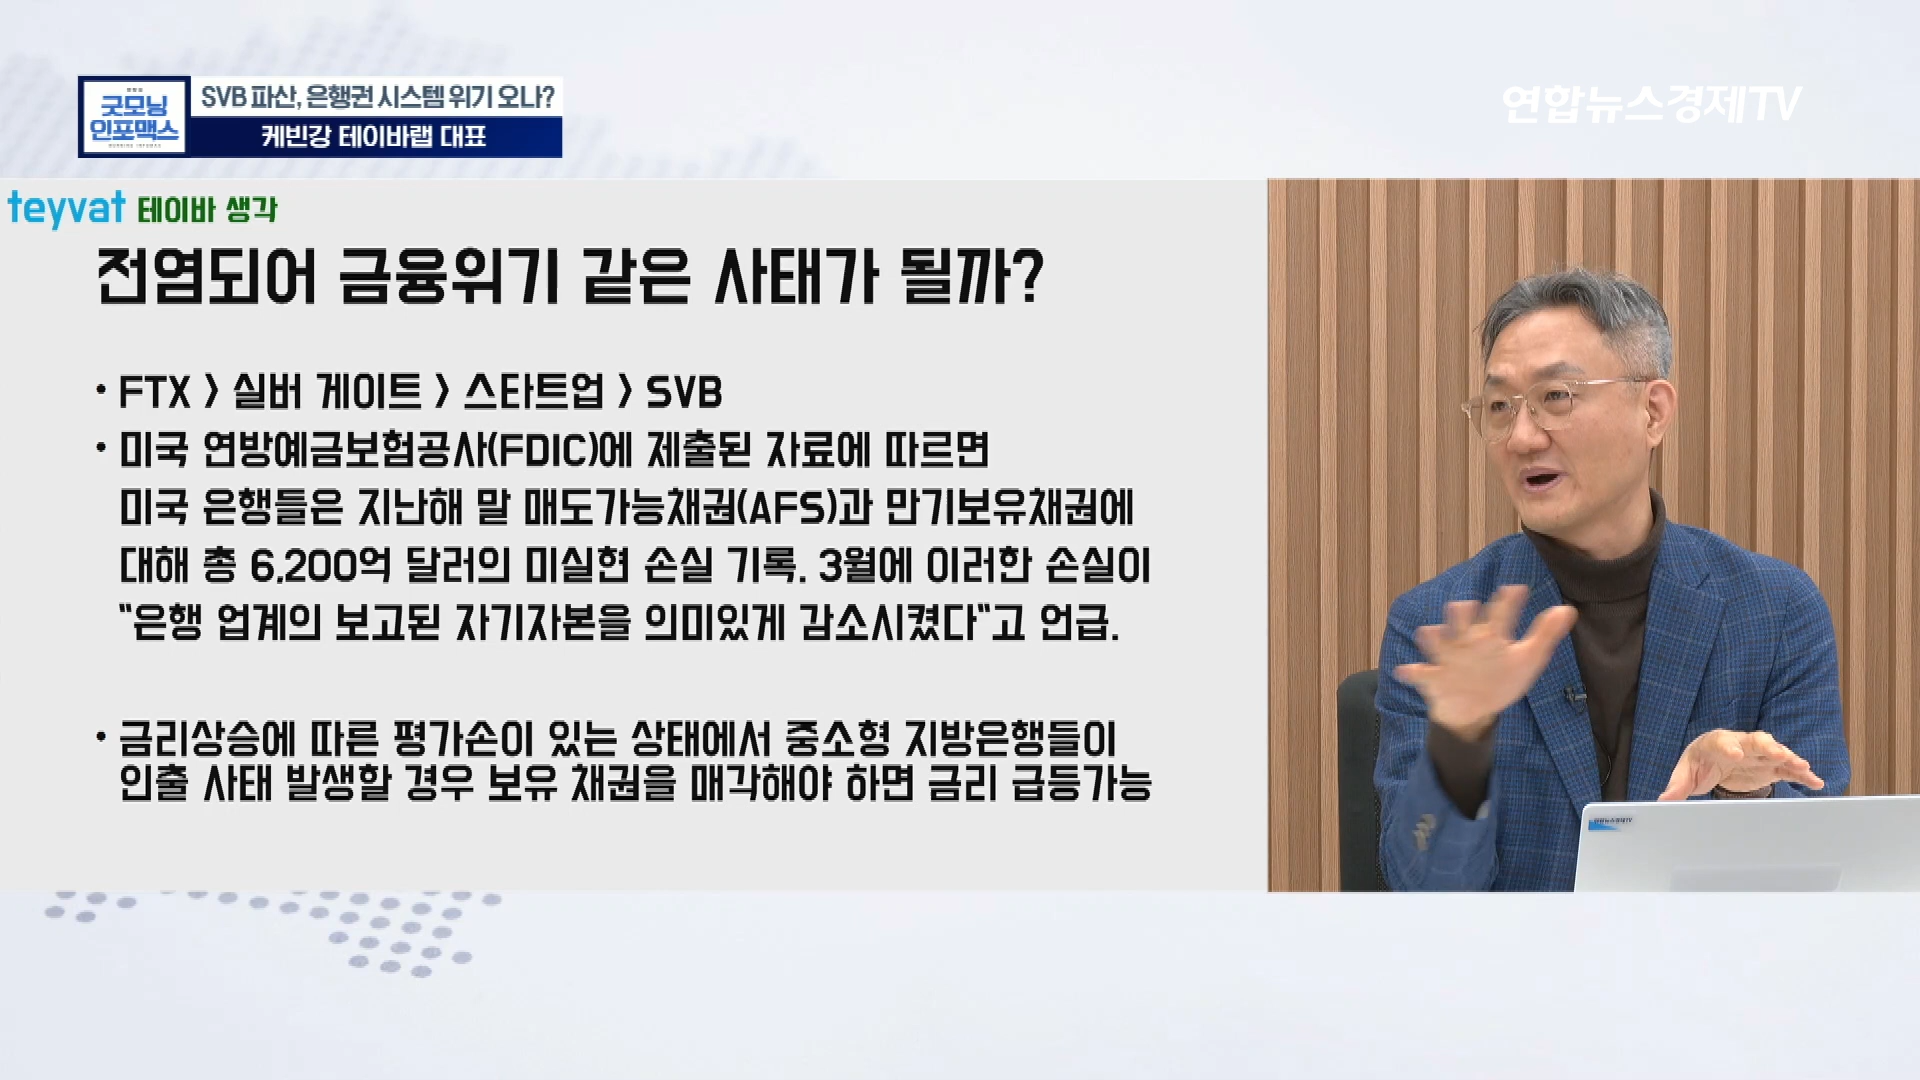 굿모닝
인포맥스
SVB 파산, 은행권 시스템 위기 오나?
케빈강 테이바랩 대표
연합뉴스경제TV
teyvat 테이바 생각
전염되어 금융위기 같은 사태가 될까?
• FTX > 실버 게이트 > 스타트업 > SVB
• 미국 연방예금보험공사(FDIC)에 제출된 자료에 따르면
미국 은행들은 지난해 말 매도가능채권(AFS)과 만기보유채권에
대해 총 6,200억 달러의 미실현 손실 기록. 3월에 이러한 손실이
"은행 업계의 보고된 자기자본을 의미있게 감소시켰다"고 언급.
• 금리상승에 따른 평가손이 있는 상태에서 중소형 지방은행들이
인출 사태 발생할 경우 보유 채권을 매각해야 하면 금리 급등가능
연합뉴스경제TV